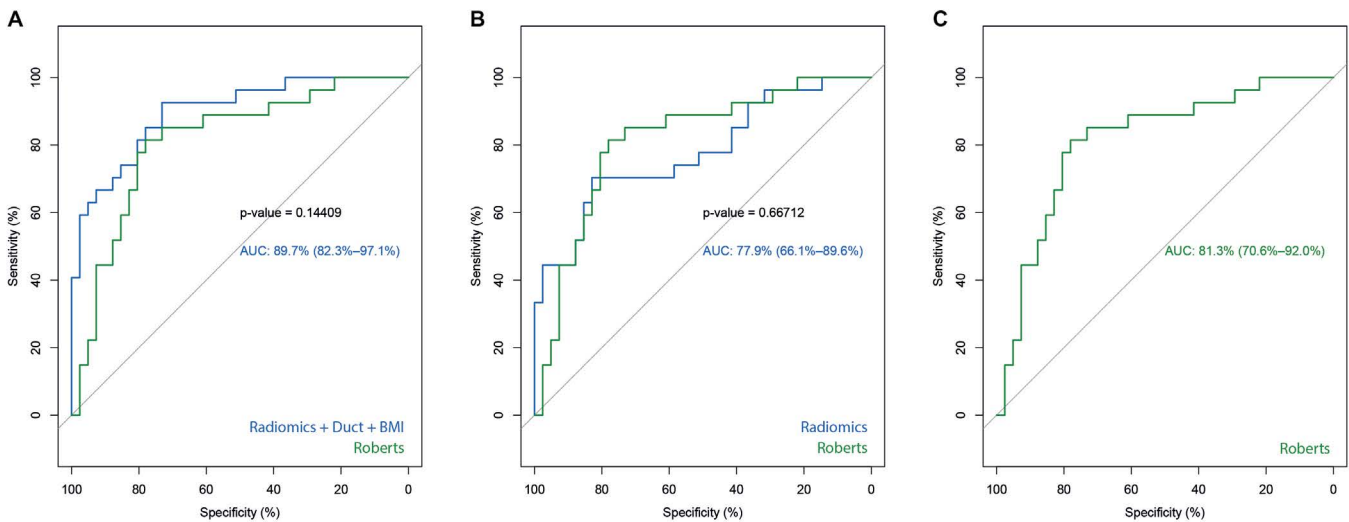 A
Sensitivity (%)
100
80
60
40
20
0
p-value = 0.14409
AUC: 89.7% (82.3%–97.1%)
Radiomics + Duct + BMI
Roberts
100 80 60 40 20 0
Specificity (%)
B
Sensitivity (%)
100
80
60
40
20
0
p-value = 0.66712
AUC: 77.9% (66.1%–89.6%)
Radiomics
Roberts
100 80 60 40 20 0
Specificity (%)
C
Sensitivity (%)
100
80
60
40
20
0
AUC: 81.3% (70.6%–92.0%)
Roberts
100 80 60 40 20 0
Specificity (%)